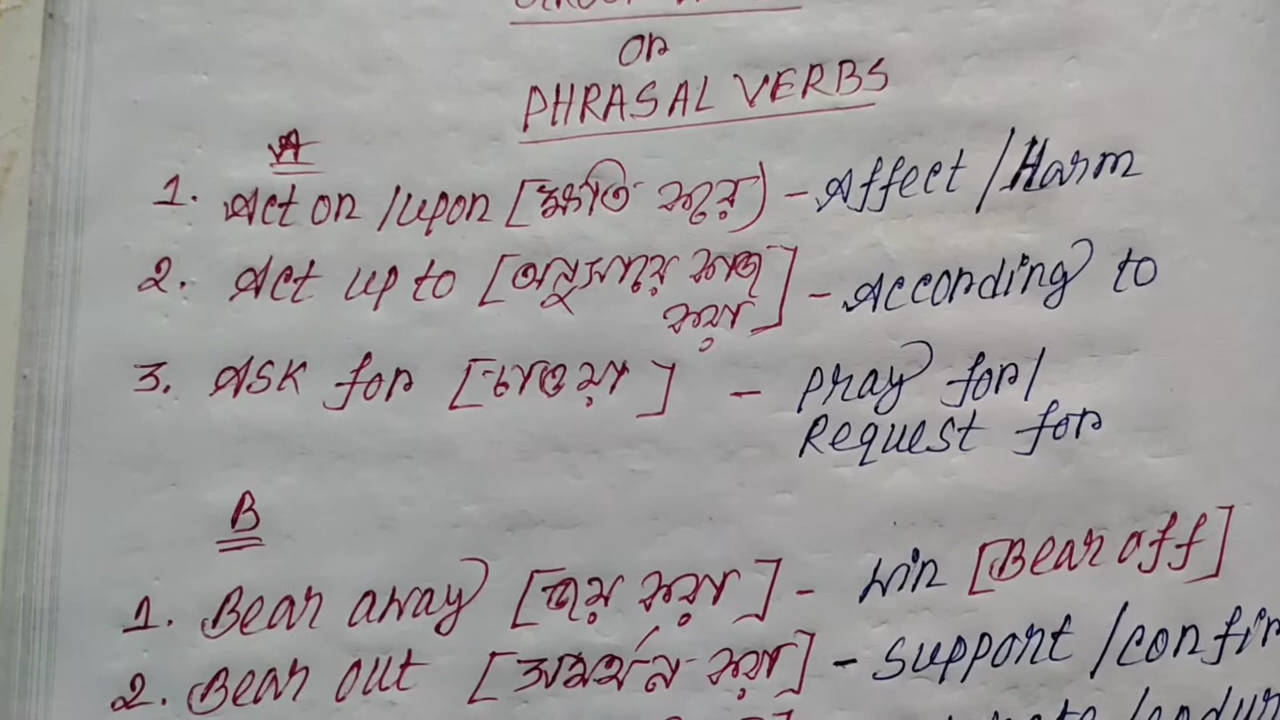 OR
PHRASAL VERBS
A
1. Act on /upon [ক্ষতি করা) - Affect /Harm
2. Act up to [অনুসারে কাজ
করা] - According to
3. Ask for [চাওয়া] - Pray for/
Request for
B
1. Bear away [জয় করা] - Win [Bear off]
2. Bear out [সমর্থন করা] - Support /confir